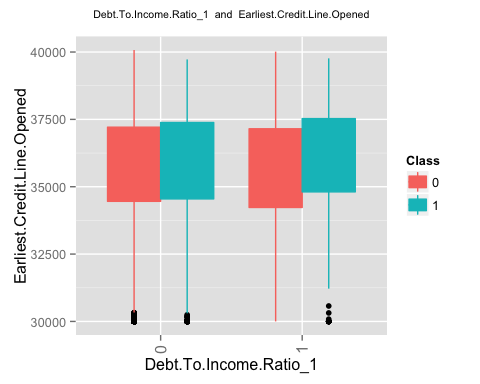 Debt.To.Income.Ratio_1 and Earliest.Credit.Line.Opened
Earliest.Credit.Line.Opened
40000
37500
35000
32500
30000
0
1
Debt.To.Income.Ratio_1
Class
0
1